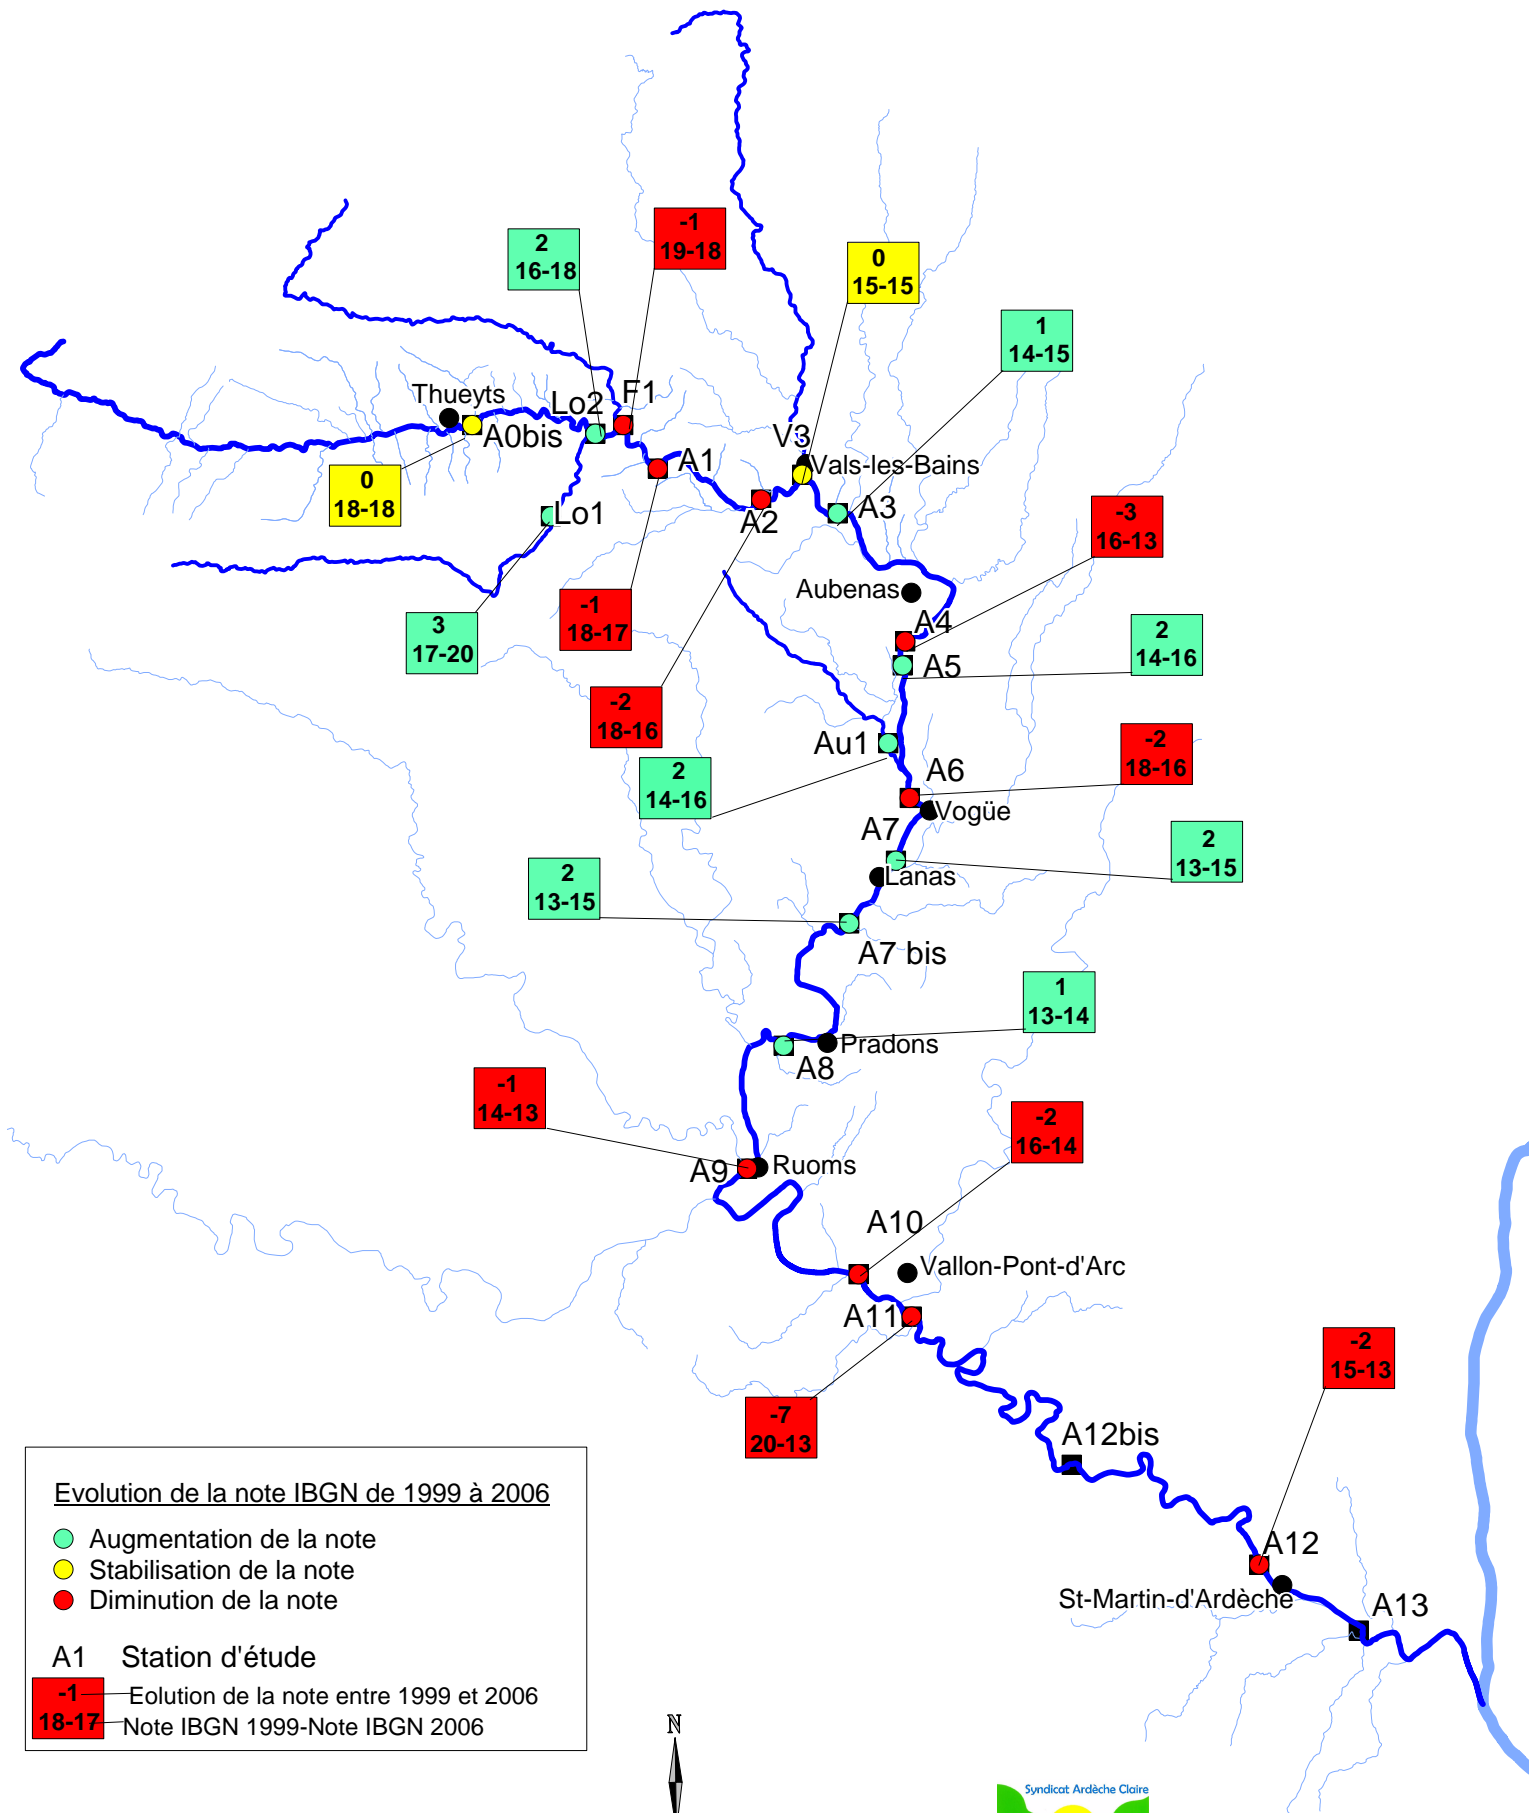 -1
19-18
2
16-18
0
15-15
1
14-15
Thueyts
Lo2
F1
A0bis
V3
Vals-les-Bains
A1
0
18-18
Lo1
A2
A3
-3
16-13
Aubenas
-1
18-17
3
17-20
A4
2
14-16
A5
-2
18-16
Au1
-2
18-16
2
14-16
A6
Vogüe
A7
2
13-15
Lanas
2
13-15
A7 bis
1
13-14
Pradons
A8
-1
14-13
-2
16-14
A9
Ruoms
A10
Vallon-Pont-d'Arc
A11
-2
15-13
-7
20-13
A12bis
A12
St-Martin-d'Ardèche
A13
Evolution de la note IBGN de 1999 à 2006
Augmentation de la note
Stabilisation de la note
Diminution de la note
A1 Station d'étude
-1 Eolution de la note entre 1999 et 2006
18-17 Note IBGN 1999-Note IBGN 2006
N
Syndicat Ardèche Claire